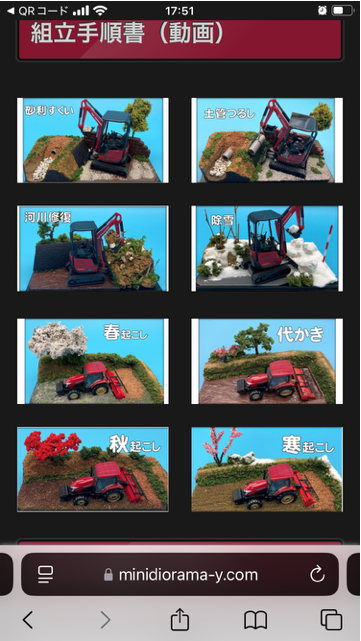 QRコード
17:51
組立手順書（動画）
砂利すくい
土管つるし
河川修復
除雪
春起こし
代かき
秋起こし
寒起こし
minidiorama-y.com